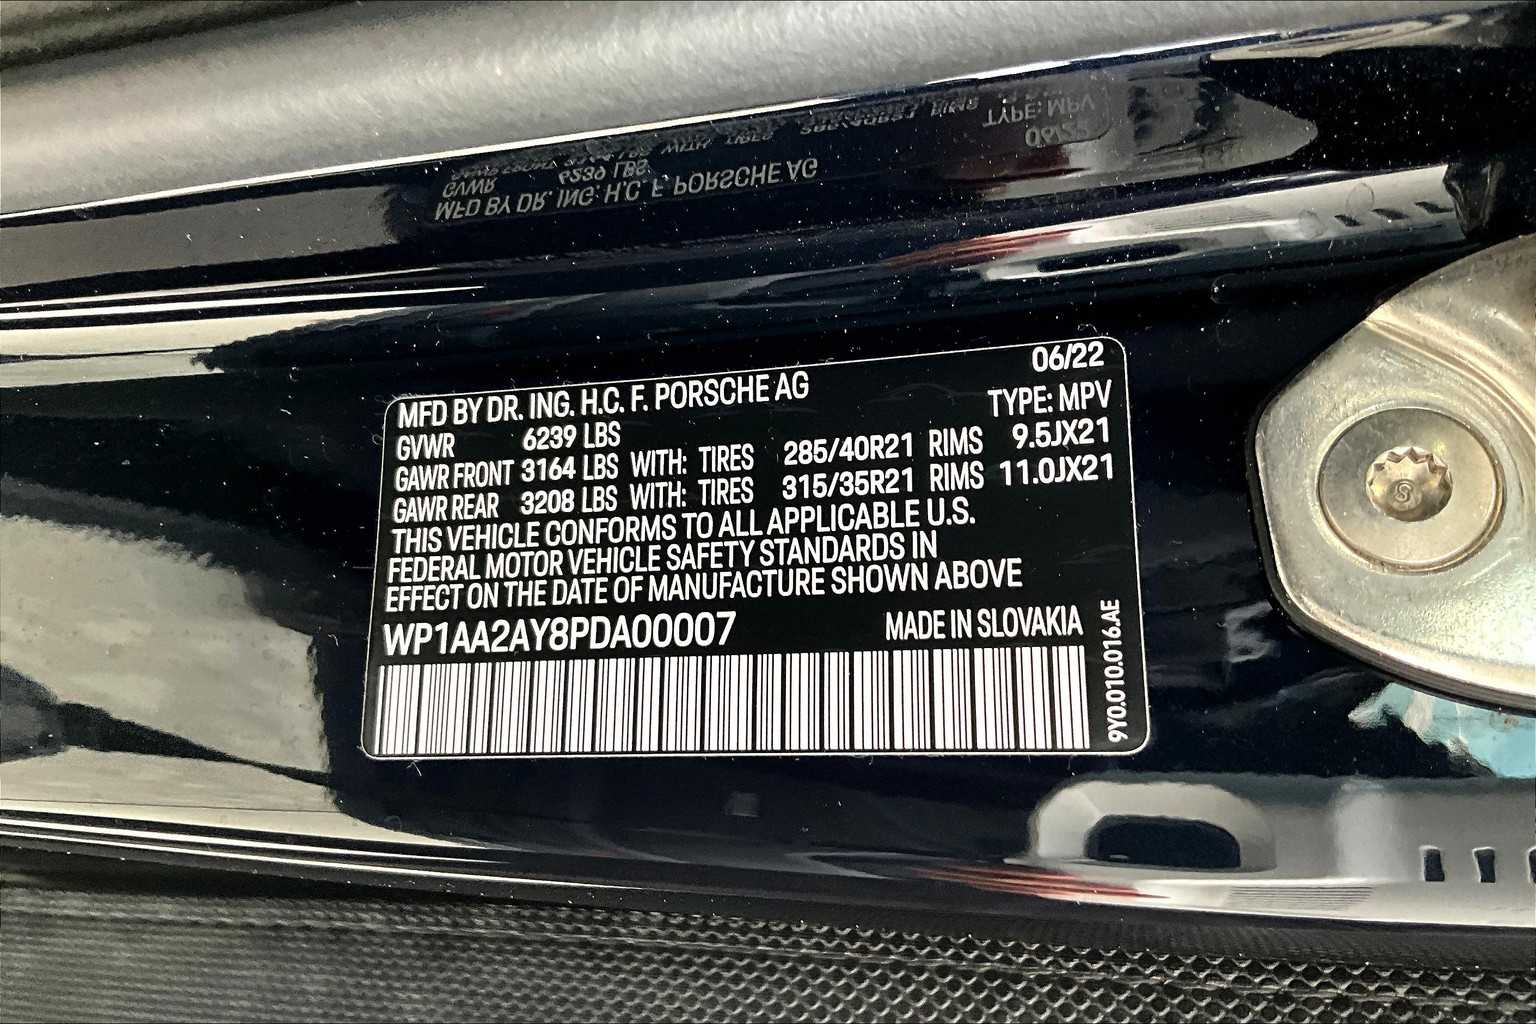 MFD BY DR. ING. H.C. F. PORSCHE AG 06/22
GVWR 6239 LBS TYPE: MPV
GAWR FRONT 3164 LBS WITH: TIRES 285/40R21 RIMS 9.5JX21
GAWR REAR 3208 LBS WITH: TIRES 315/35R21 RIMS 11.0JX21
THIS VEHICLE CONFORMS TO ALL APPLICABLE U.S.
FEDERAL MOTOR VEHICLE SAFETY STANDARDS IN
EFFECT ON THE DATE OF MANUFACTURE SHOWN ABOVE
WP1AA2AY8PDA00007 MADE IN SLOVAKIA
9Y0.010.016.AE
S